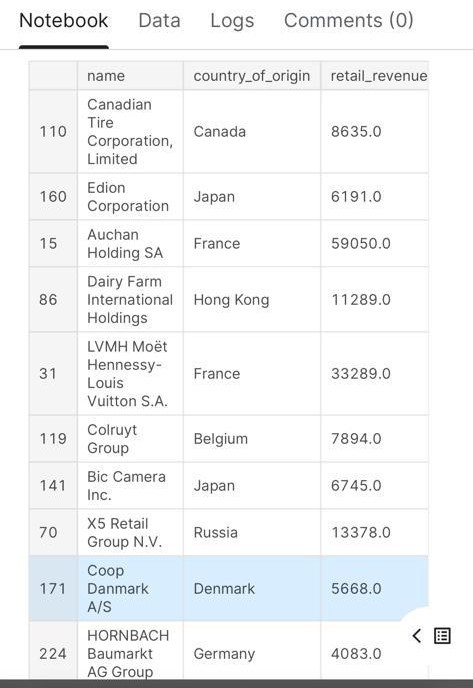 Notebook Data Logs Comments (0)
name country_of_origin retail_revenue
110 Canadian Tire Corporation, Limited Canada 8635.0
160 Edion Corporation Japan 6191.0
15 Auchan Holding SA France 59050.0
86 Dairy Farm International Holdings Hong Kong 11289.0
31 LVMH Moët Hennessy-Louis Vuitton S.A. France 33289.0
119 Colruyt Group Belgium 7894.0
141 Bic Camera Inc. Japan 6745.0
70 X5 Retail Group N.V. Russia 13378.0
171 Coop Danmark A/S Denmark 5668.0
224 HORNBACH Baumarkt AG Group Germany 4083.0